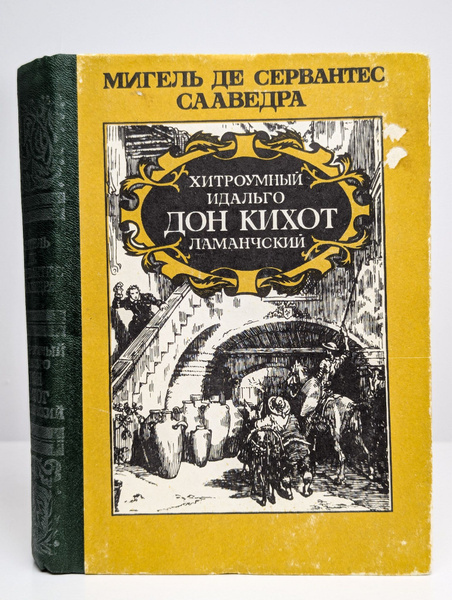 МИГЕЛЬ ДЕ СЕРВАНТЕС
СААВЕДРА
ХИТРОУМНЫЙ
ИДАЛЬГО
ДОН КИХОТ
ЛАМАНЧСКИЙ